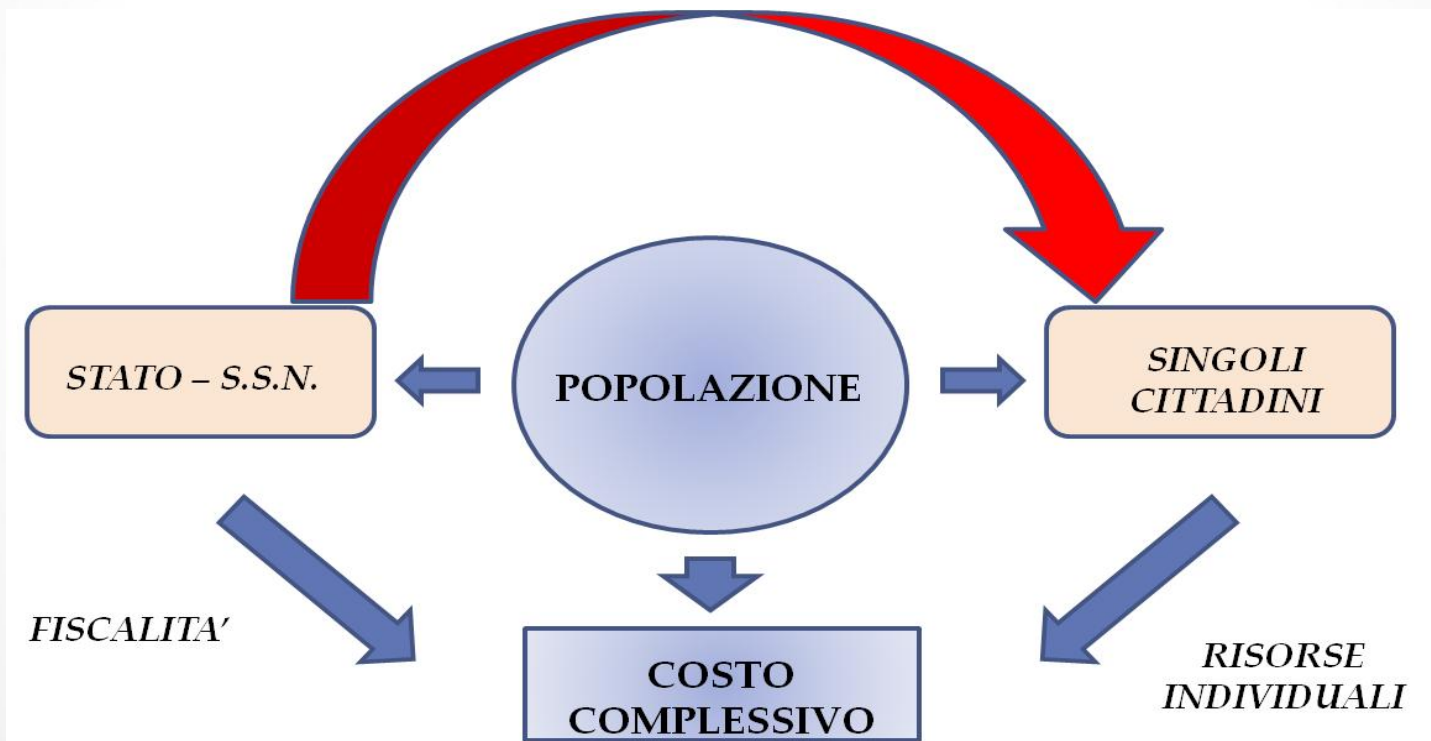 STATO – S.S.N.
POPOLAZIONE
SINGOLI
CITTADINI
FISCALITA’
COSTO
COMPLESSIVO
RISORSE
INDIVIDUALI